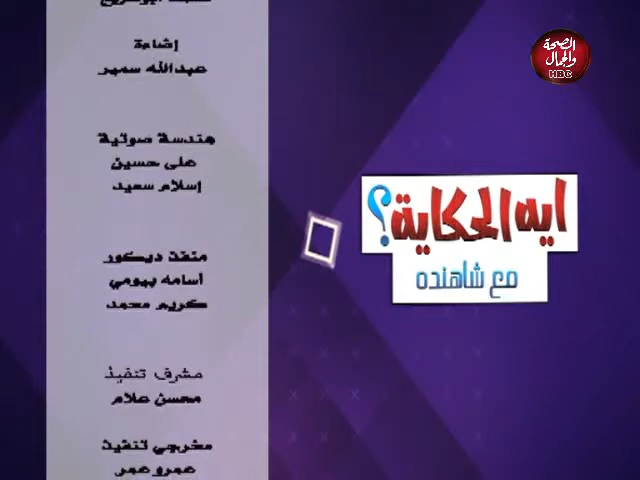 إضاءة
عبدالله سمير
هندسة صوتية
على حسين
إسلام سعيد
منفذ ديكور
أسامه بيومي
كريم محمد
مشرف تنفيذ
محسن علام
مخرجي تنفيذ
عمرو عمر
ايه الحكاية؟
مع شاهنده
الصحة
والجمال
HBC